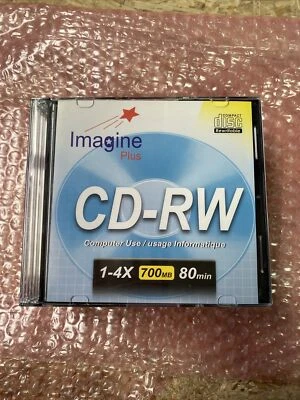 COMPACT
disc
ReWritable
Imagine
Plus
CD-RW
Computer Use / usage Informatique
1-4X 700MB 80min